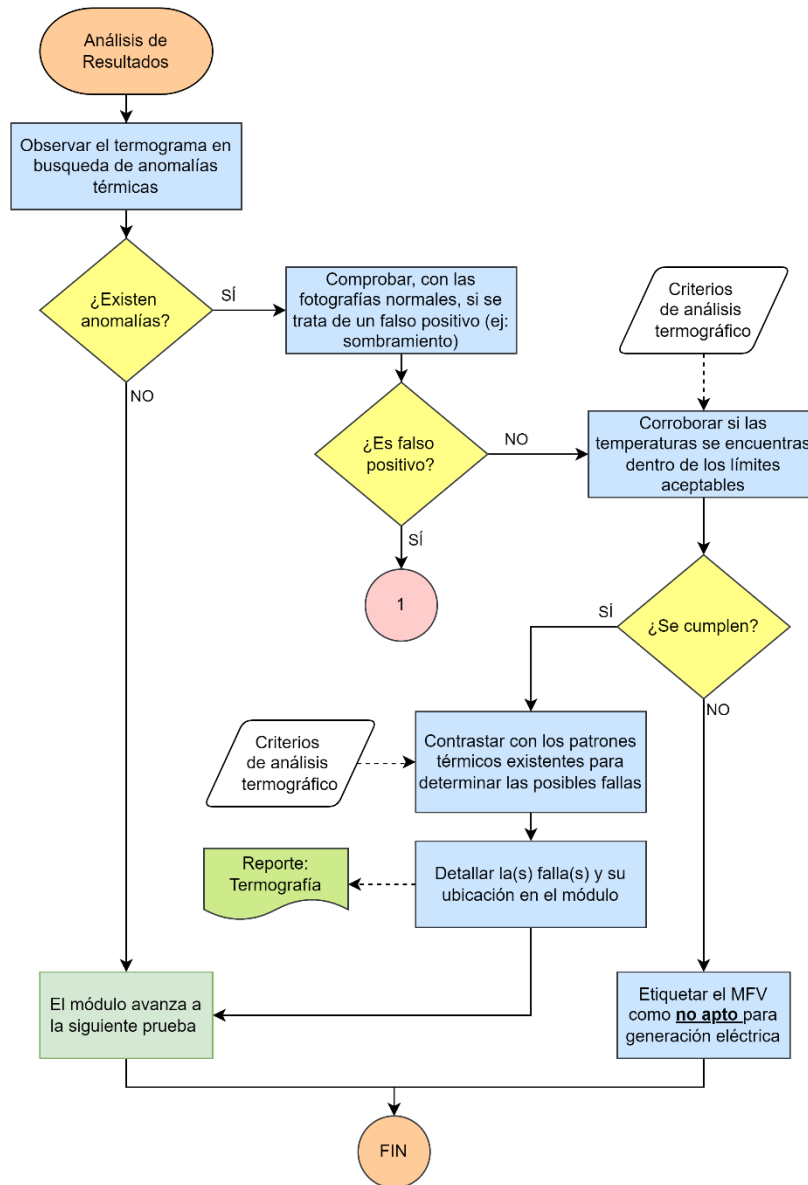 Análisis de
Resultados
Observar el termograma en
busqueda de anomalías
térmicas
¿Existen
anomalías?
SÍ
NO
Comprobar, con las
fotografías normales, si se
trata de un falso positivo (ej:
sombramiento)
Criterios
de análisis
termográfico
¿Es falso
positivo?
NO
SÍ
Corroborar si las
temperaturas se encuentras
dentro de los límites
aceptables
1
¿Se cumplen?
SÍ
NO
Criterios
de análisis
termográfico
Contrastar con los patrones
térmicos existentes para
determinar las posibles fallas
Reporte:
Termografía
Detallar la(s) falla(s) y su
ubicación en el módulo
El módulo avanza a
la siguiente prueba
Etiquetar el MFV
como no apto para
generación eléctrica
FIN